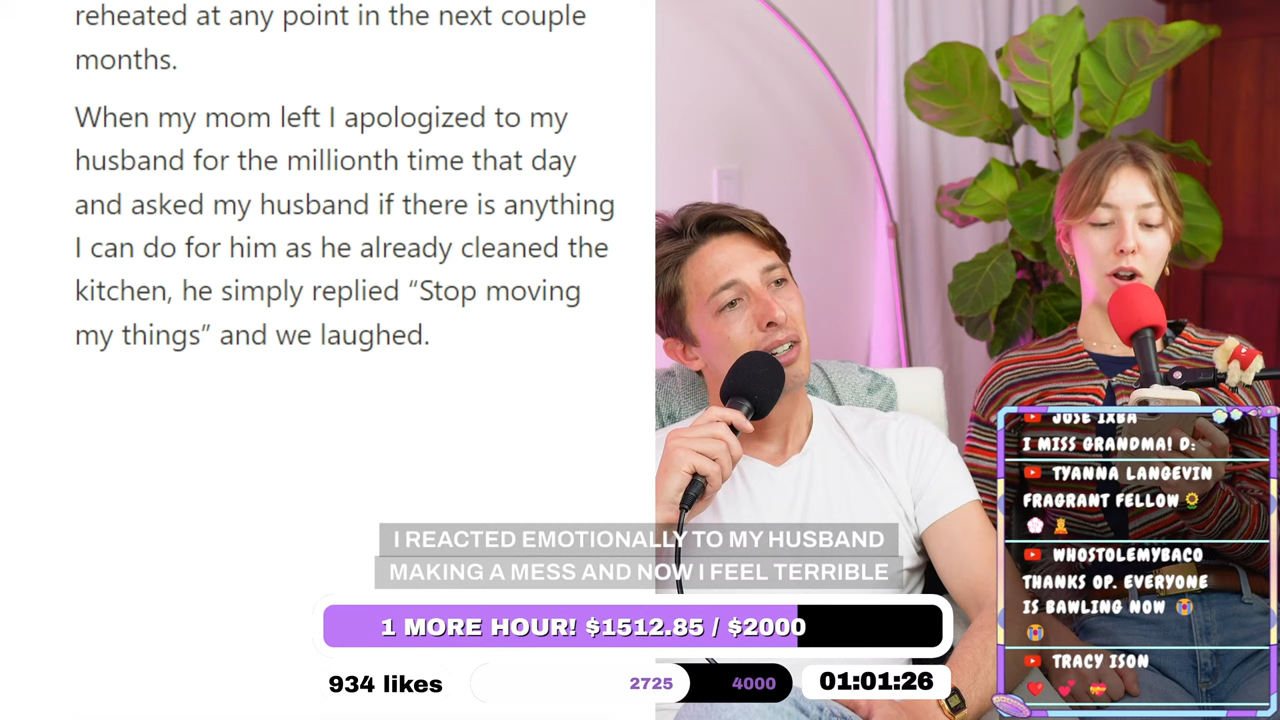 reheated at any point in the next couple
months.
When my mom left I apologized to my
husband for the millionth time that day
and asked my husband if there is anything
I can do for him as he already cleaned the
kitchen, he simply replied “Stop moving
my things” and we laughed.
I REACTED EMOTIONALLY TO MY HUSBAND
MAKING A MESS AND NOW I FEEL TERRIBLE
1 MORE HOUR! $1512.85 / $2000
934 likes
2725
4000
01:01:26
JOSE IXBA
I MISS GRANDMA! D:
TYANNA LANGEVIN
FRAGRANT FELLOW
WHOSTOLEMYBACO
THANKS OP. EVERYONE
IS BAWLING NOW
TRACY ISON